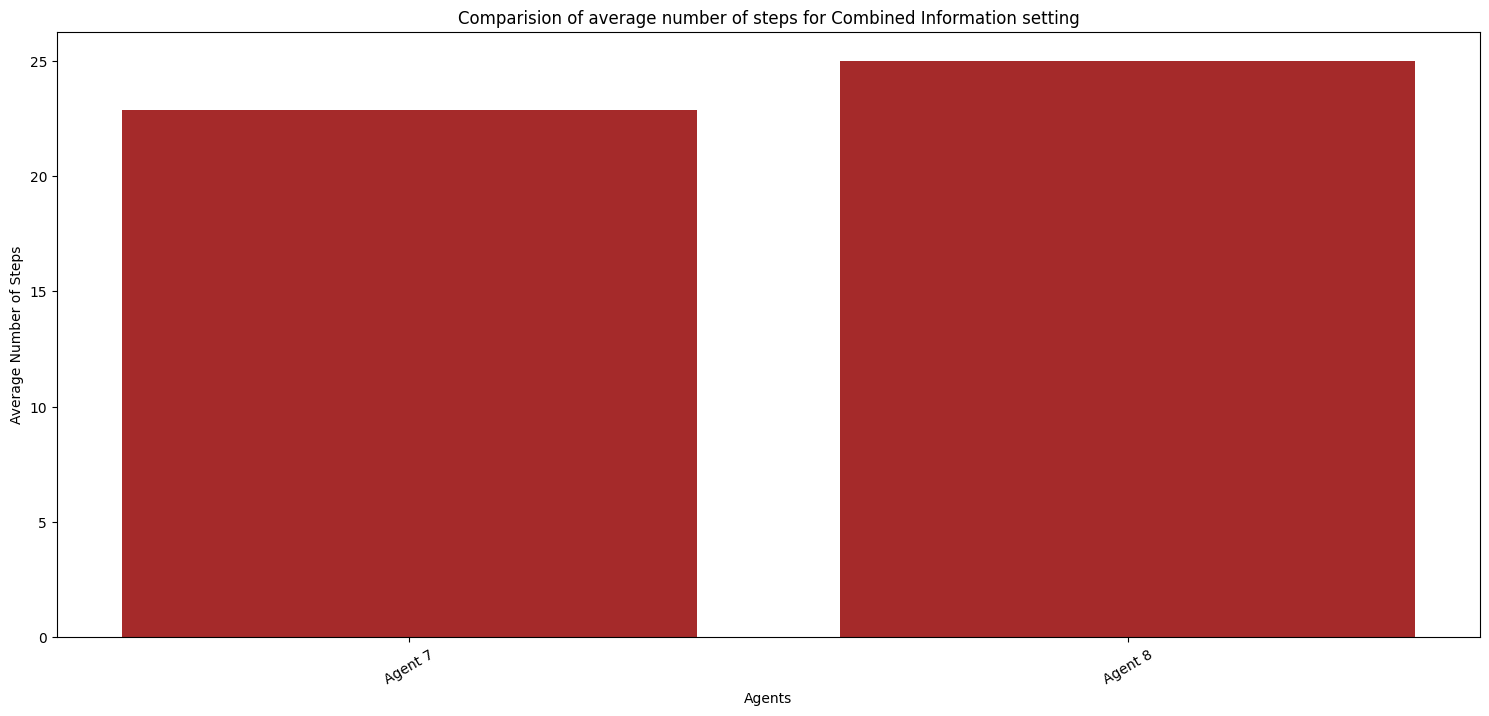 Comparision of average number of steps for Combined Information setting
Average Number of Steps
25
20
15
10
5
0
Agent 7
Agent 8
Agents